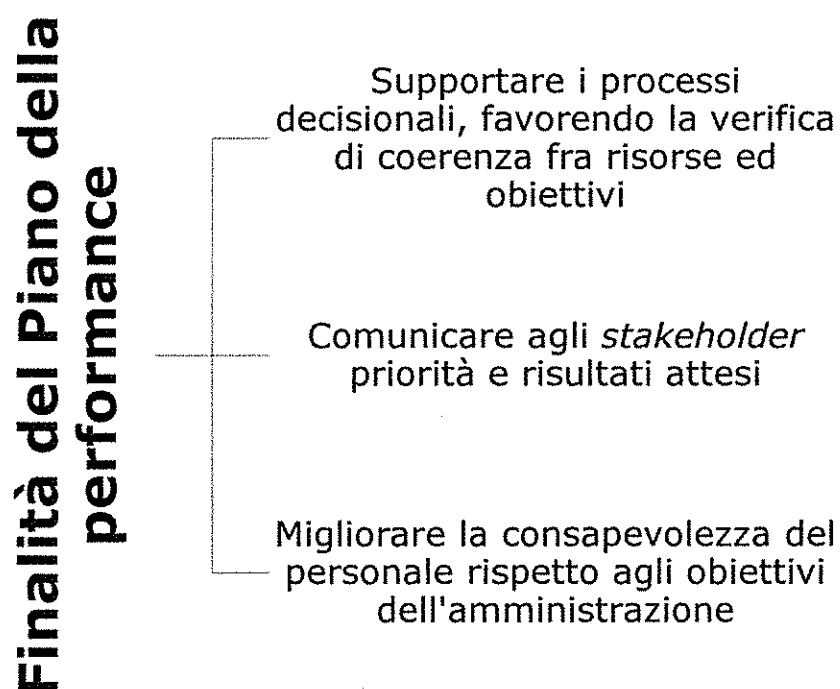 Finalità del Piano della
performance
Supportare i processi
decisionali, favorendo la verifica
di coerenza fra risorse ed
obiettivi
Comunicare agli stakeholder
priorità e risultati attesi
Migliorare la consapevolezza del
personale rispetto agli obiettivi
dell'amministrazione